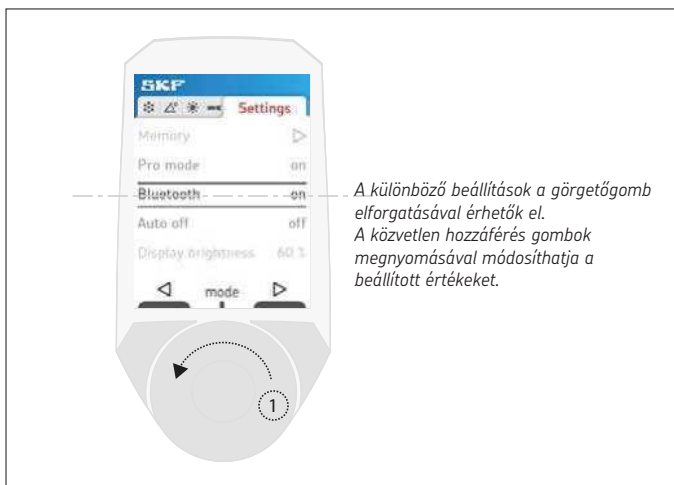 SKF
Settings
Memory
Pro mode on
Bluetooth on
Auto off off
Display brightness 60 %
mode
1
A különböző beállítások a görgetőgomb
elforgatásával érhetők el.
A közvetlen hozzáférés gombok
megnyomásával módosíthatja a
beállított értékeket.